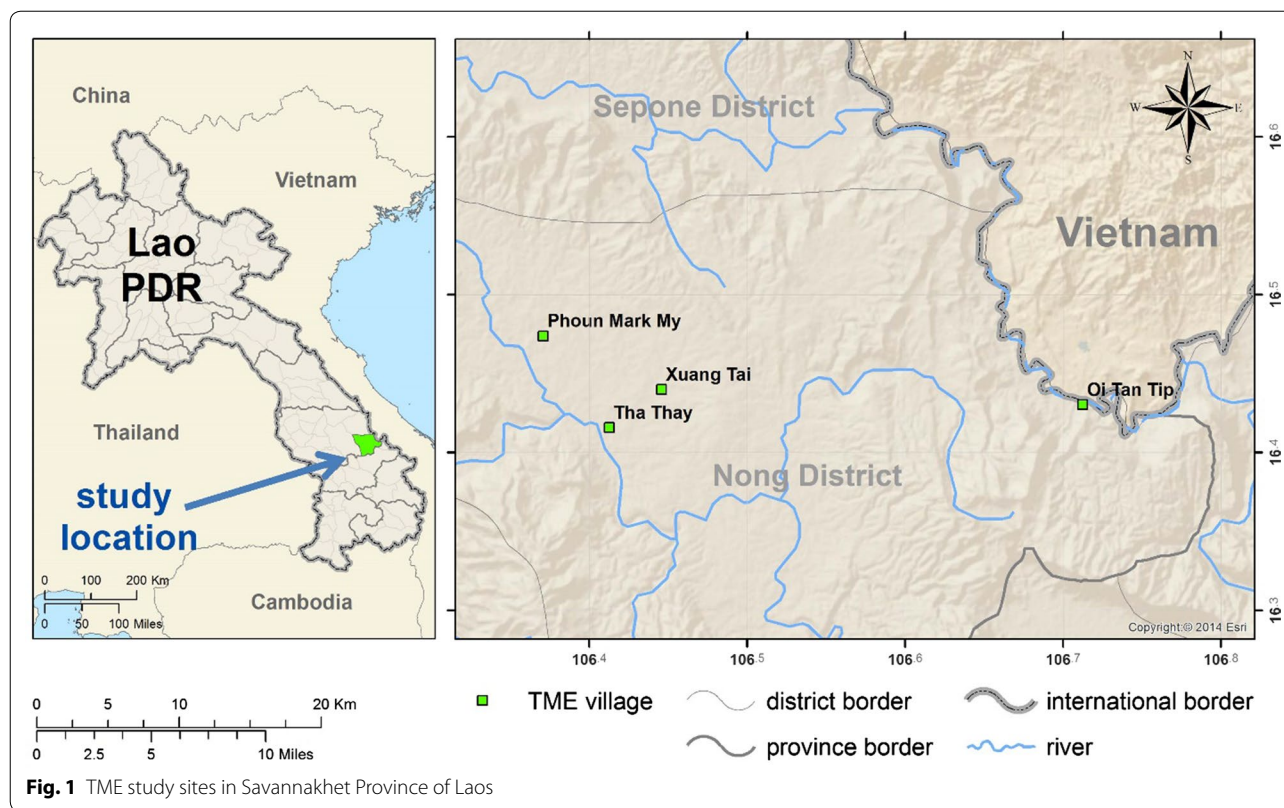 China
Vietnam
Lao
PDR
Thailand
study
location
Cambodia
0 100 200 Km
0 50 100 Miles
Sepone District
N
W E
S
Vietnam
Phoun Mark My
Xuang Tai
Tha Thay
Oi Tan Tip
Nong District
16.6
16.5
16.4
16.3
Copyright:© 2014 Esri
106.4 106.5 106.6 106.7 106.8
0 5 10 20 Km
0 2.5 5 10 Miles
TME village
district border
international border
province border
river
Fig. 1 TME study sites in Savannakhet Province of Laos